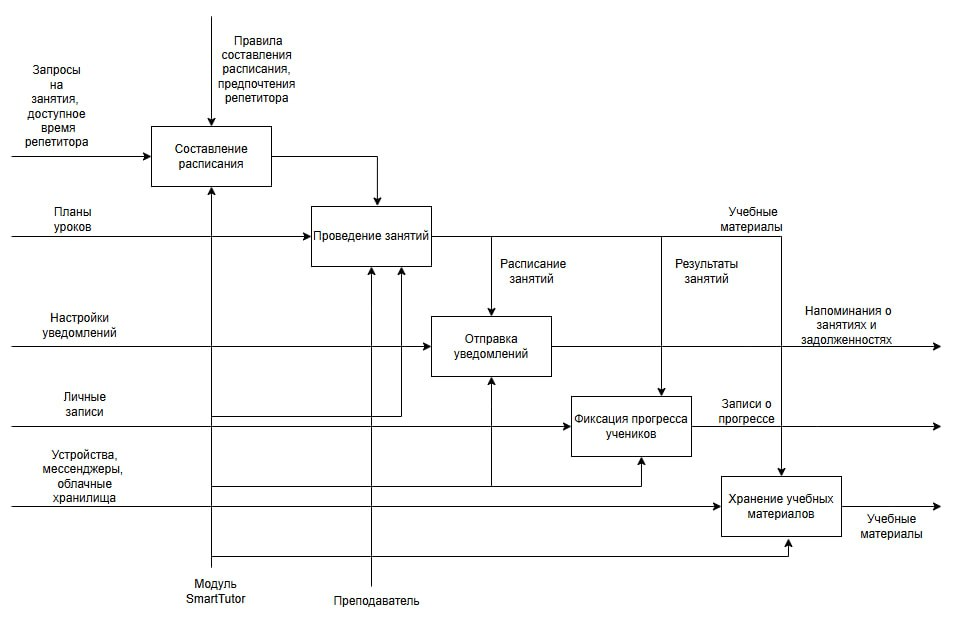 Правила
составления
расписания,
предпочтения
репетитора
Запросы
на
занятия,
доступное
время
репетитора
Составление
расписания
Планы
уроков
Проведение занятий
Учебные
материалы
Расписание
занятий
Результаты
занятий
Настройки
уведомлений
Отправка
уведомлений
Напоминания о
занятиях и
задолженностях
Личные
записи
Фиксация прогресса
учеников
Записи о
прогрессе
Устройства,
мессенджеры,
облачные
хранилища
Хранение учебных
материалов
Учебные
материалы
Модуль
SmartTutor
Преподаватель